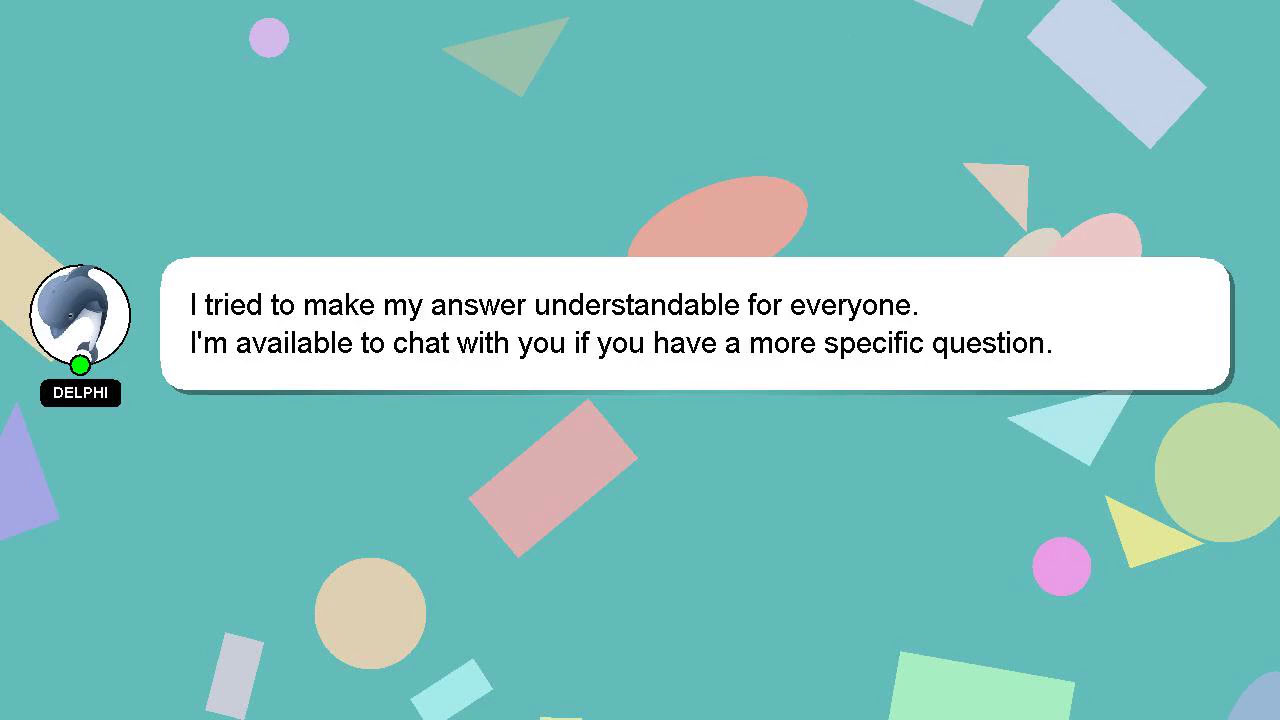 I tried to make my answer understandable for everyone.
I'm available to chat with you if you have a more specific question.
DELPHI